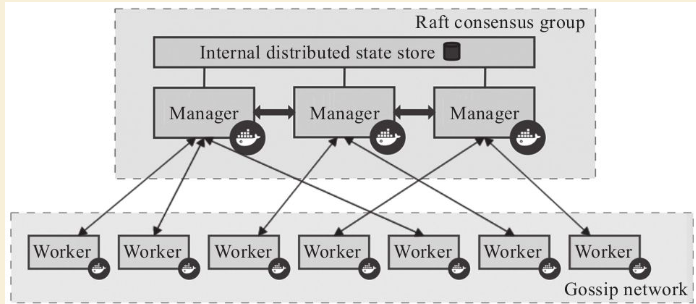 Raft consensus group
Internal distributed state store
Manager Manager Manager
Worker Worker Worker Worker Worker Worker Worker
Gossip network